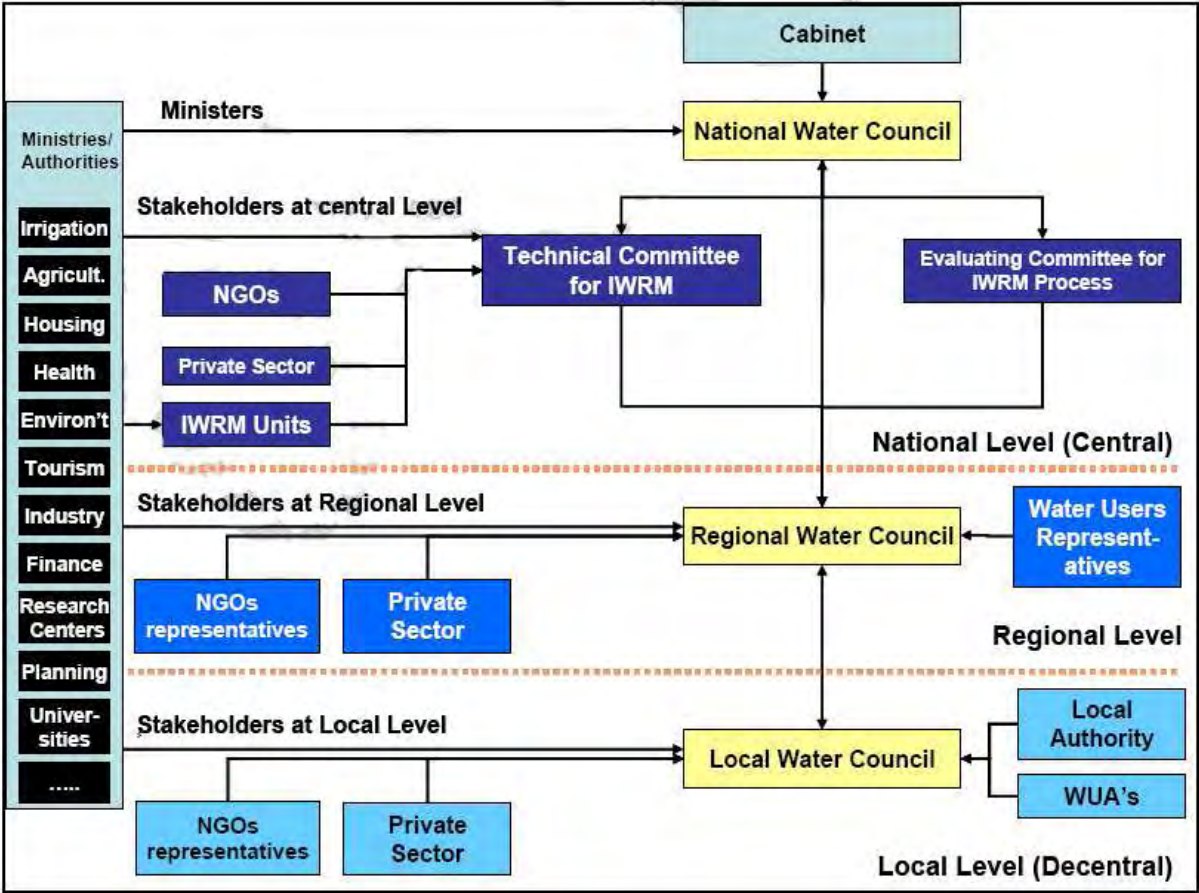 Cabinet
Ministers
National Water Council
Ministries/
Authorities
Irrigation
Agricult.
Housing
Health
Environ't
Tourism
Industry
Finance
Research
Centers
Planning
Univer-
sities
.....
Stakeholders at central Level
Technical Committee
for IWRM
Evaluating Committee for
IWRM Process
NGOs
Private Sector
IWRM Units
National Level (Central)
Stakeholders at Regional Level
Regional Water Council
Water Users
Represent-
atives
NGOs
representatives
Private
Sector
Regional Level
Stakeholders at Local Level
Local Water Council
Local
Authority
WUA's
NGOs
representatives
Private
Sector
Local Level (Decentral)